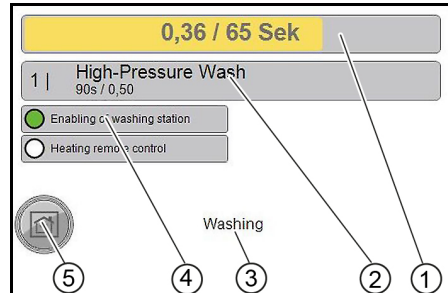 0,36 / 65 Sek
1 | High-Pressure Wash
90s / 0,50
Enabling of washing station
Heating remote control
Washing
5 4 3 2 1